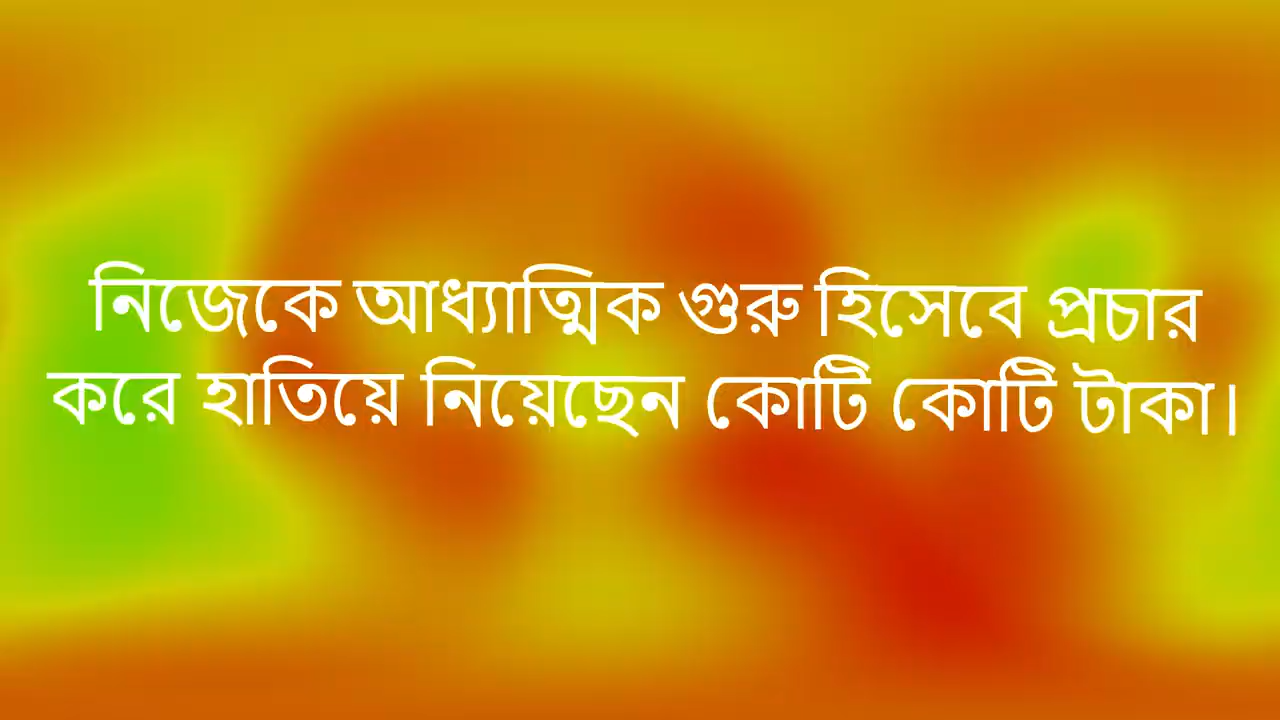 নিজেকে আধ্যাত্মিক গুরু হিসেবে প্রচার
করে হাতিয়ে নিয়েছেন কোটি কোটি টাকা।